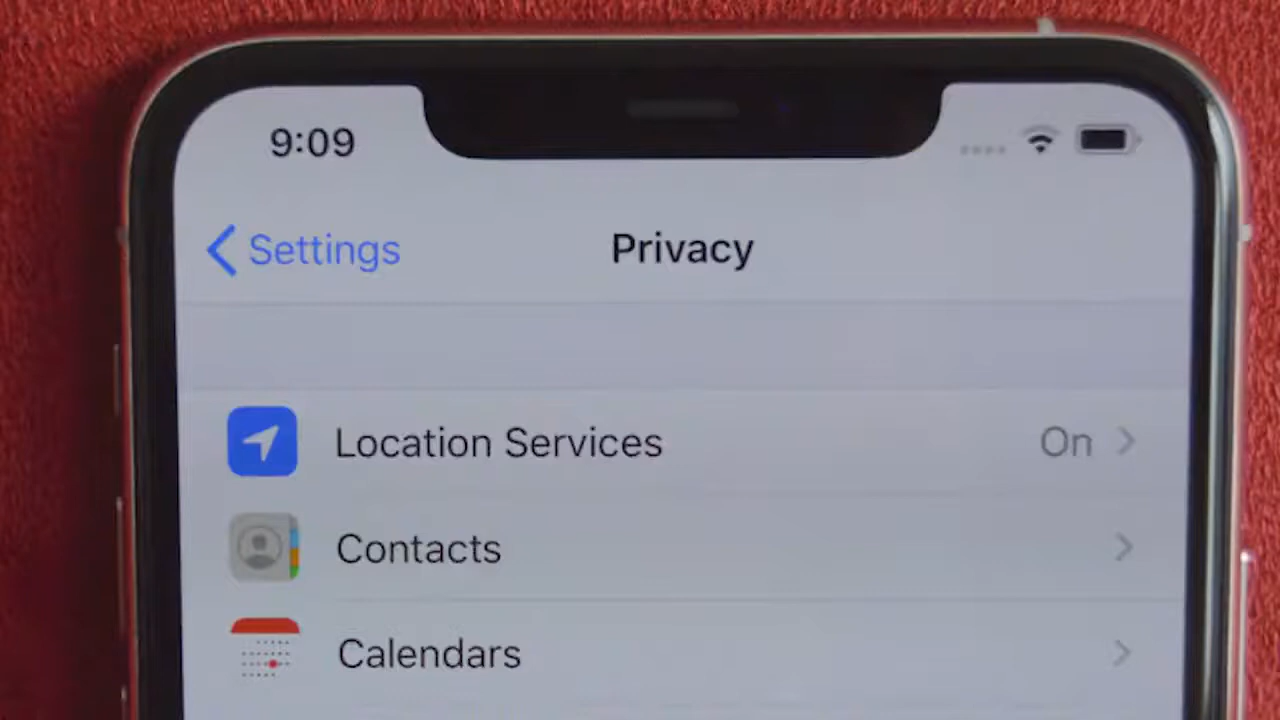 9:09
Settings
Privacy
Location Services On
Contacts
Calendars